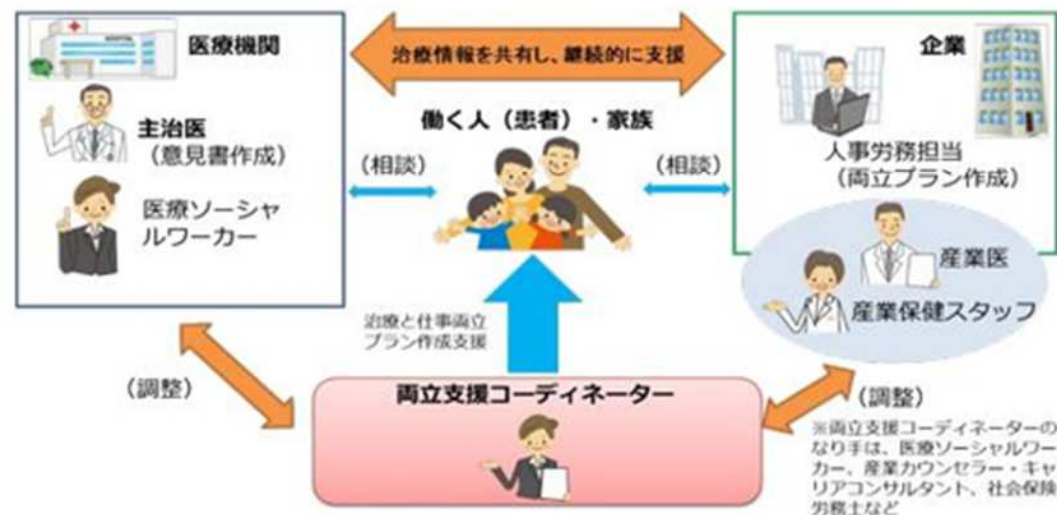 医療機関
主治医
（意見書作成）
医療ソーシャ
ルワーカー
治療情報を共有し、継続的に支援
働く人（患者）・家族
（相談）
（相談）
企業
人事労務担当
（両立プラン作成）
産業医
産業保健スタッフ
治療と仕事両立
プラン作成支援
（調整）
両立支援コーディネーター
（調整）
※両立支援コーディネーターの
なり手は、医療ソーシャルワー
カー、産業カウンセラー・キャ
リアコンサルタント、社会保険
労務士など